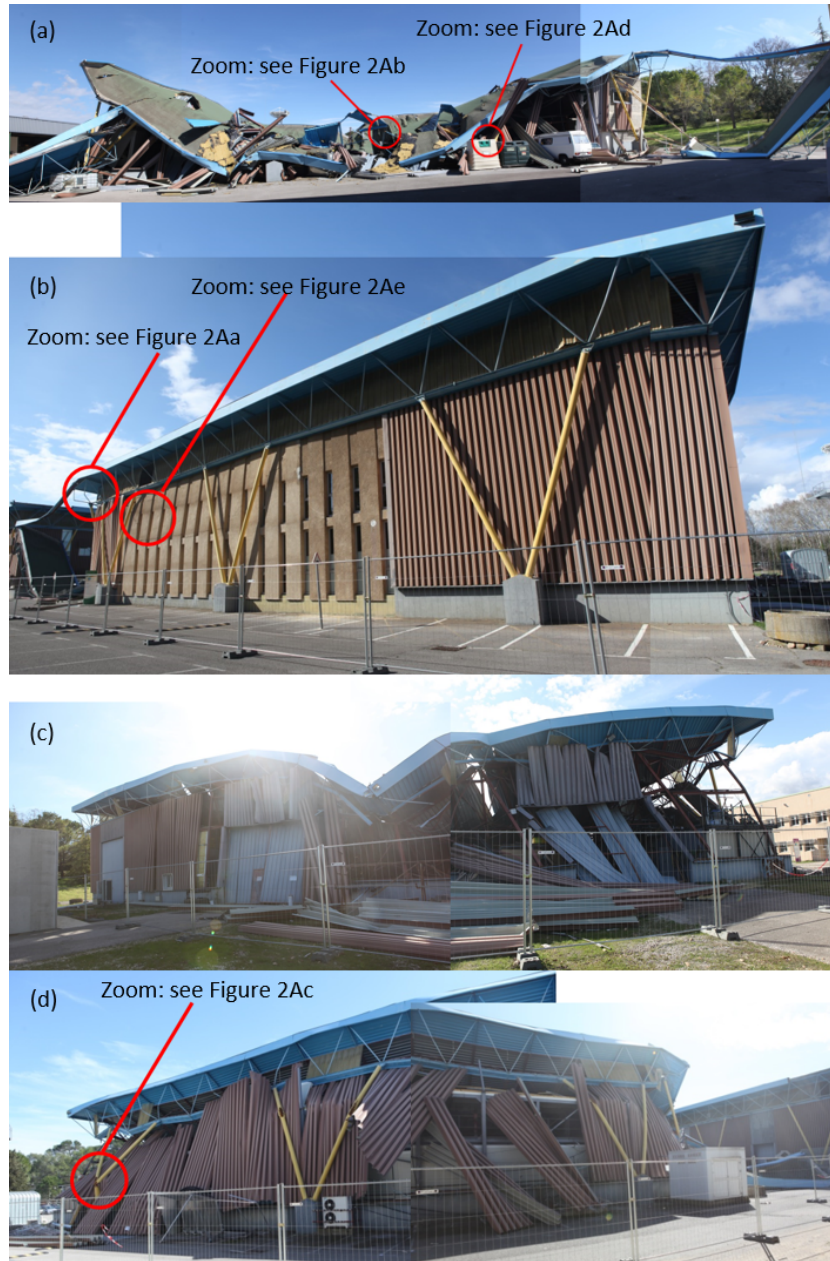 (a)
Zoom: see Figure 2Ad
Zoom: see Figure 2Ab
(b)
Zoom: see Figure 2Ae
Zoom: see Figure 2Aa
(c)
(d)
Zoom: see Figure 2Ac